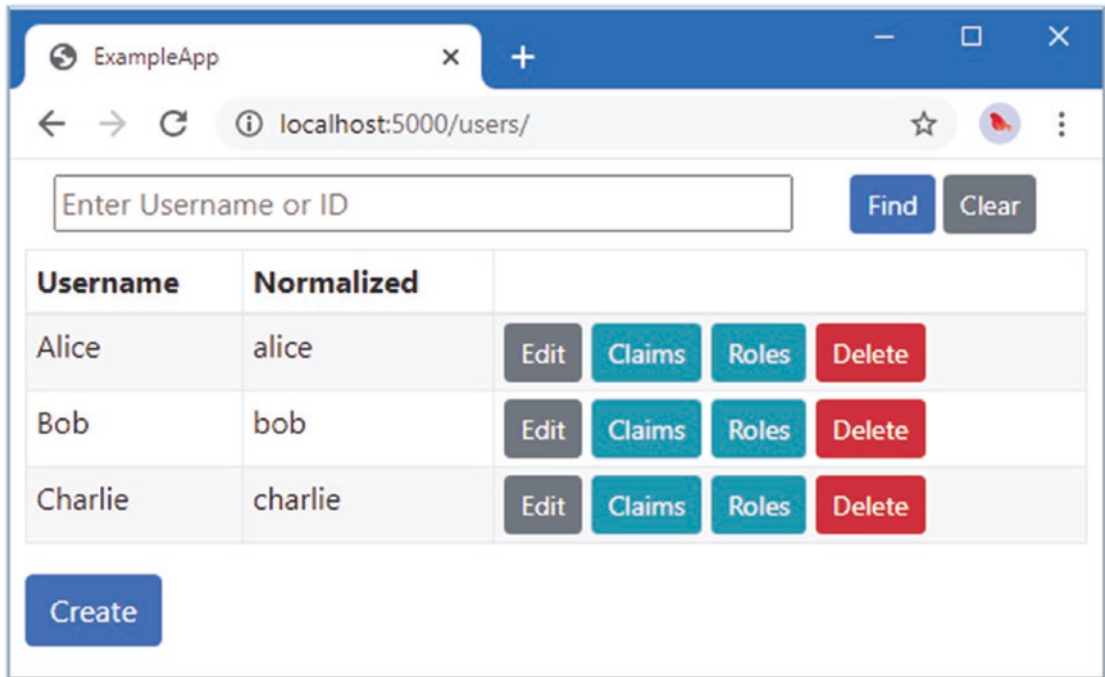 ExampleApp
localhost:5000/users/
Enter Username or ID Find Clear
Username Normalized
Alice alice Edit Claims Roles Delete
Bob bob Edit Claims Roles Delete
Charlie charlie Edit Claims Roles Delete
Create